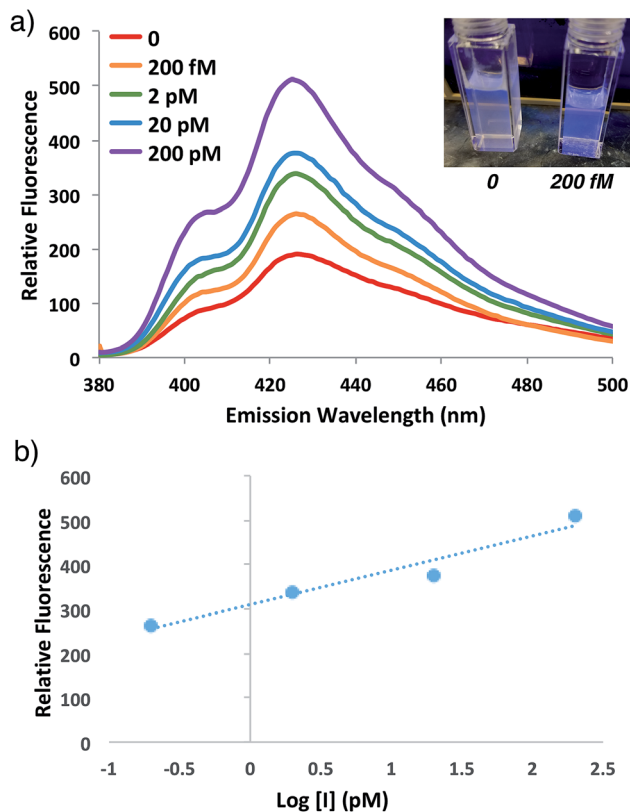 a)
600
500
400
300
200
100
0
Relative Fluorescence
0
200 fM
2 pM
20 pM
200 pM
0 200 fM
380 400 420 440 460 480 500
Emission Wavelength (nm)
b)
600
500
400
300
200
100
0
Relative Fluorescence
-1 -0.5 0 0.5 1 1.5 2 2.5
Log [I] (pM)